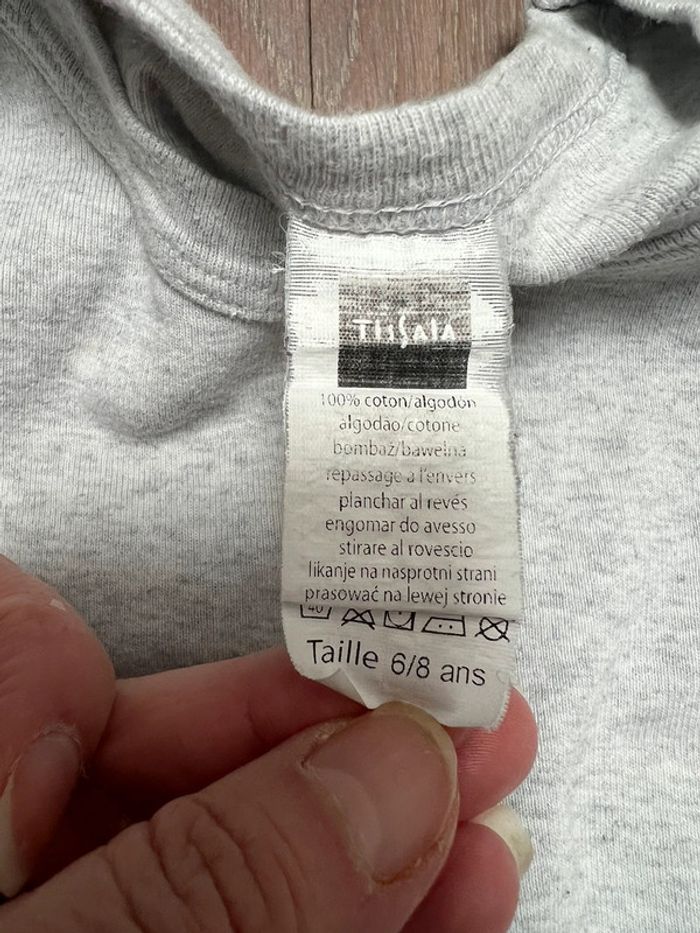 TISSAIA
100% coton/algodón
algodão/cotone
bombaž/bawełna
repassage a l'envers
planchar al revés
engomar do avesso
stirare al rovescio
likanje na nasprotni strani
prasować na lewej stronie
40
Taille 6/8 ans